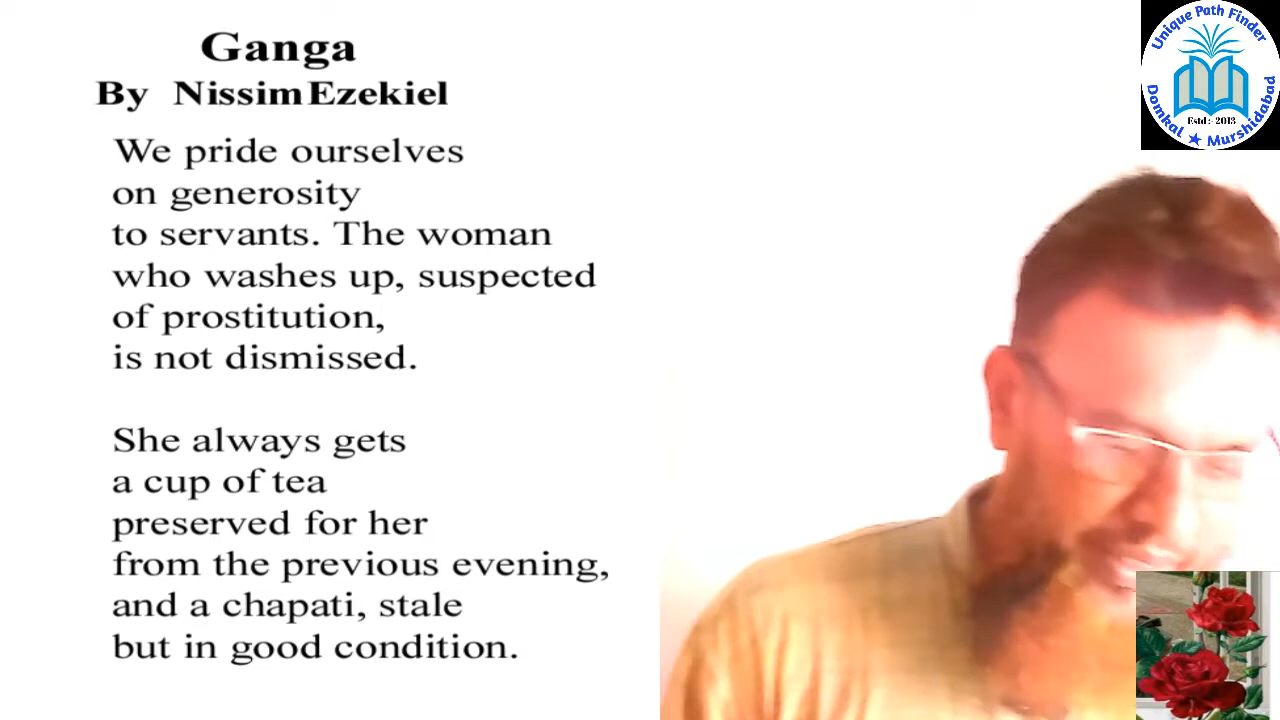 Ganga
By Nissim Ezekiel
We pride ourselves
on generosity
to servants. The woman
who washes up, suspected
of prostitution,
is not dismissed.
She always gets
a cup of tea
preserved for her
from the previous evening,
and a chapati, stale
but in good condition.
Unique Path Finder
Estd :- 2013
Domkal ★ Murshidabad